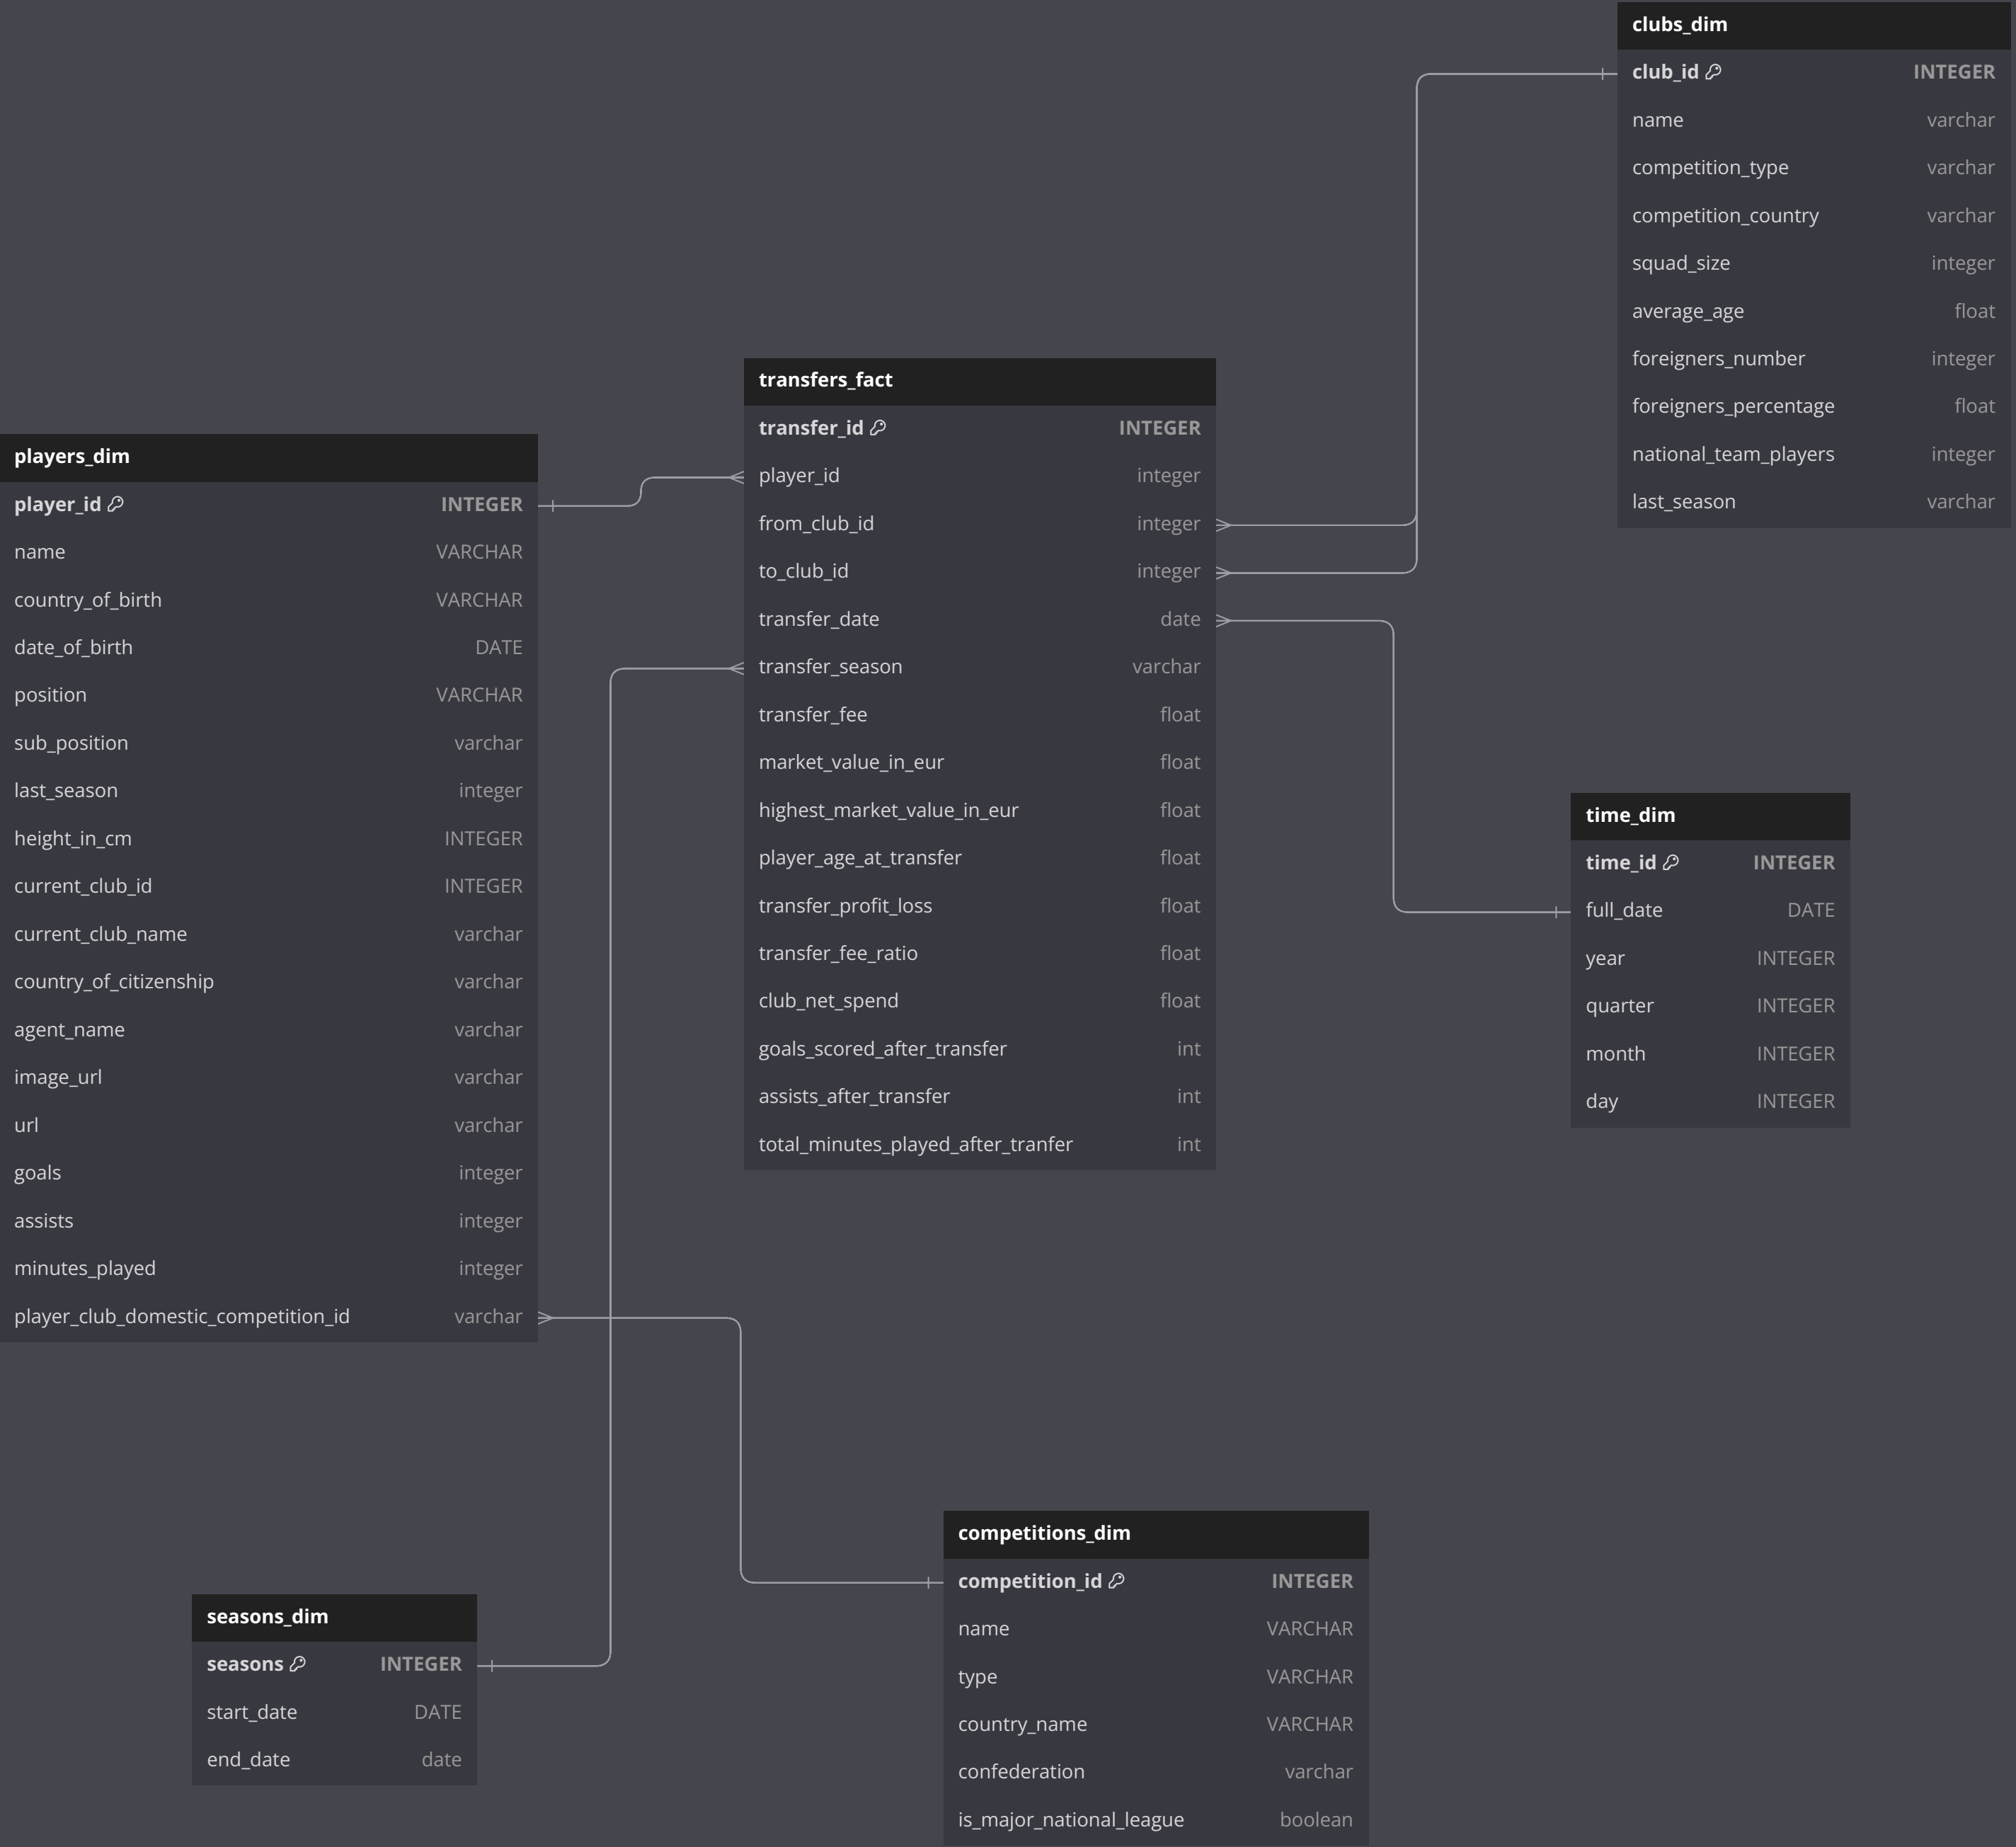 clubs_dim
club_id INTEGER
name varchar
competition_type varchar
competition_country varchar
squad_size integer
average_age float
foreigners_number integer
foreigners_percentage float
national_team_players integer
last_season varchar
transfers_fact
transfer_id INTEGER
player_id integer
from_club_id integer
to_club_id integer
transfer_date date
transfer_season varchar
transfer_fee float
market_value_in_eur float
highest_market_value_in_eur float
player_age_at_transfer float
transfer_profit_loss float
transfer_fee_ratio float
club_net_spend float
goals_scored_after_transfer int
assists_after_transfer int
total_minutes_played_after_tranfer int
players_dim
player_id INTEGER
name VARCHAR
country_of_birth VARCHAR
date_of_birth DATE
position VARCHAR
sub_position varchar
last_season integer
height_in_cm INTEGER
current_club_id INTEGER
current_club_name varchar
country_of_citizenship varchar
agent_name varchar
image_url varchar
url varchar
goals integer
assists integer
minutes_played integer
player_club_domestic_competition_id varchar
time_dim
time_id INTEGER
full_date DATE
year INTEGER
quarter INTEGER
month INTEGER
day INTEGER
competitions_dim
competition_id INTEGER
name VARCHAR
type VARCHAR
country_name VARCHAR
confederation varchar
is_major_national_league boolean
seasons_dim
seasons INTEGER
start_date DATE
end_date date